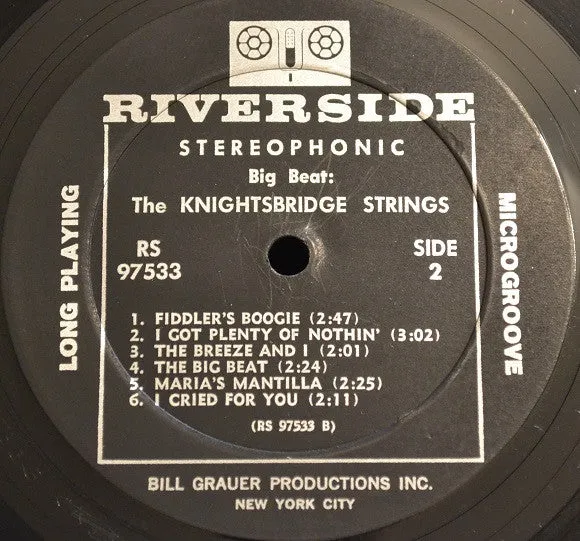 RIVERSIDE
STEREOPHONIC
Big Beat:
The KNIGHTSBRIDGE STRINGS
RS
97533
SIDE
2
LONG PLAYING
MICROGROOVE
1. FIDDLER'S BOOGIE (2:47)
2. I GOT PLENTY OF NOTHIN' (3:02)
3. THE BREEZE AND I (2:01)
4. THE BIG BEAT (2:24)
5. MARIA'S MANTILLA (2:25)
6. I CRIED FOR YOU (2:11)
(RS 97533 B)
BILL GRAUER PRODUCTIONS INC.
NEW YORK CITY